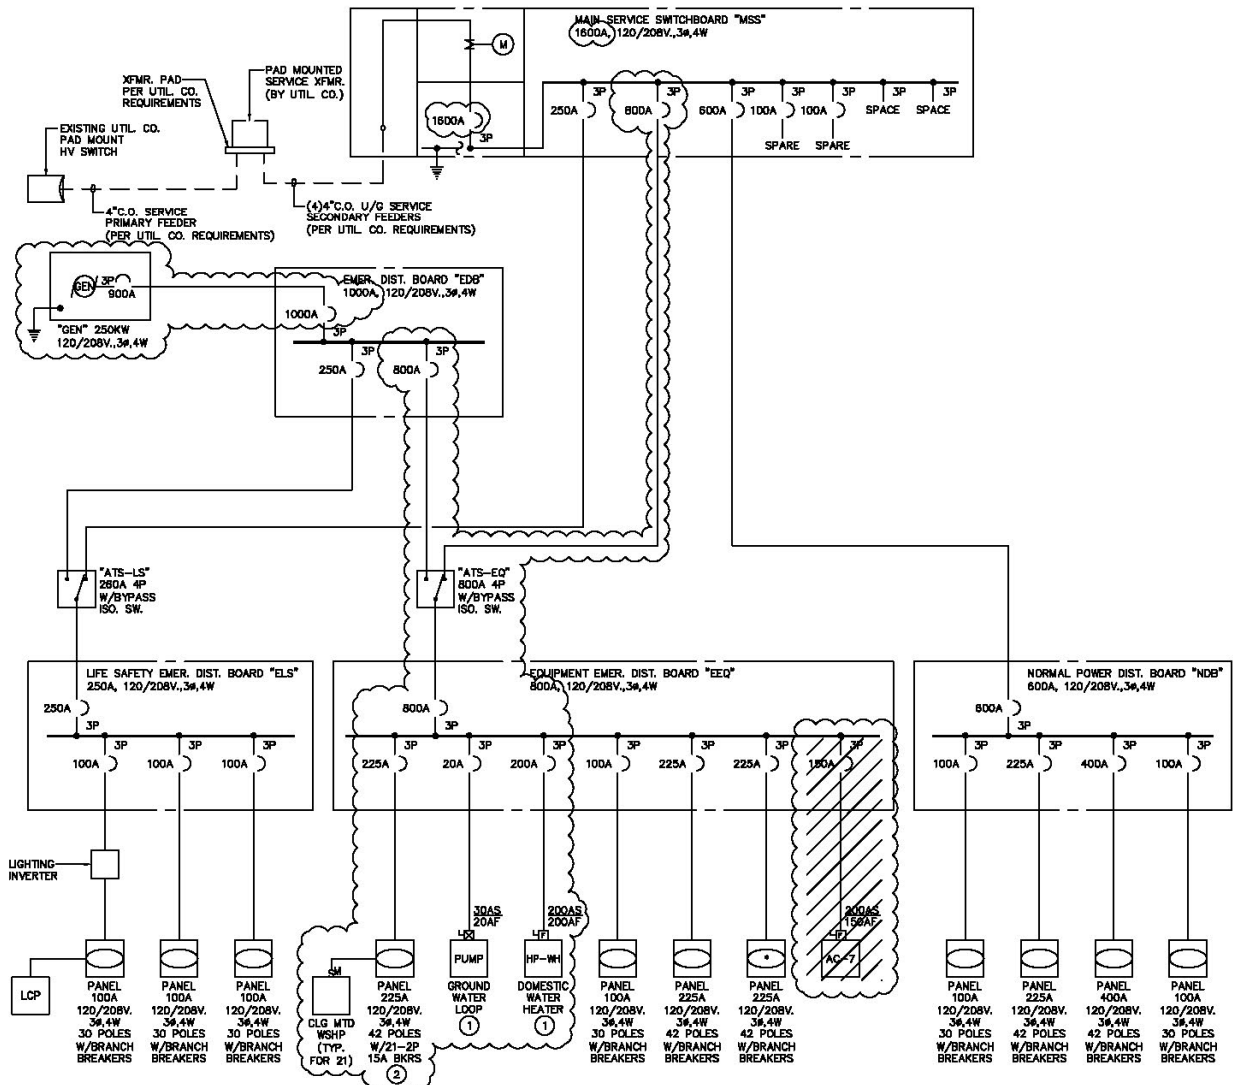 MAIN SERVICE SWITCHBOARD "MSS"
1600A, 120/208V.,3ø,4W
M
1600A
3P
250A
3P
800A
3P
600A
3P
100A
3P
SPARE
100A
3P
SPARE
3P
SPACE
3P
SPACE
XFMR. PAD
PER UTIL. CO.
REQUIREMENTS
PAD MOUNTED
SERVICE XFMR.
(BY UTIL. CO.)
EXISTING UTIL. CO.
PAD MOUNT
HV SWITCH
4"C.O. SERVICE
PRIMARY FEEDER
(PER UTIL. CO. REQUIREMENTS)
(4)4"C.O. U/G SERVICE
SECONDARY FEEDERS
(PER UTIL. CO. REQUIREMENTS)
GEN
3P
900A
"GEN" 250KW
120/208V.,3ø,4W
EMER. DIST. BOARD "EDB"
1000A, 120/208V.,3ø,4W
1000A
3P
250A
3P
800A
3P
"ATS-LS"
260A 4P
W/BYPASS
ISO. SW.
"ATS-EQ"
800A 4P
W/BYPASS
ISO. SW.
LIFE SAFETY EMER. DIST. BOARD "ELS"
250A, 120/208V.,3ø,4W
250A
3P
100A
3P
100A
3P
100A
3P
EQUIPMENT EMER. DIST. BOARD "EEQ"
800A, 120/208V.,3ø,4W
800A
3P
225A
3P
20A
3P
200A
3P
100A
3P
225A
3P
225A
3P
150A
3P
NORMAL POWER DIST. BOARD "NDB"
600A, 120/208V.,3ø,4W
600A
3P
100A
3P
225A
3P
400A
3P
100A
3P
LIGHTING
INVERTER
LCP
PANEL
100A
120/208V.
3ø,4W
30 POLES
W/BRANCH
BREAKERS
PANEL
100A
120/208V.
3ø,4W
30 POLES
W/BRANCH
BREAKERS
PANEL
100A
120/208V.
3ø,4W
30 POLES
W/BRANCH
BREAKERS
SM
CLG MTD
WSHP
(TYP.
FOR 21)
PANEL
225A
120/208V.
3ø,4W
42 POLES
W/21-2P
15A BKRS
2
30AS
20AF
PUMP
GROUND
WATER
LOOP
1
200AS
200AF
F
HP-WH
DOMESTIC
WATER
HEATER
1
PANEL
100A
120/208V.
3ø,4W
30 POLES
W/BRANCH
BREAKERS
PANEL
225A
120/208V.
3ø,4W
42 POLES
W/BRANCH
BREAKERS
PANEL
225A
120/208V.
3ø,4W
42 POLES
W/BRANCH
BREAKERS
200AS
150AF
F
AC-7
PANEL
100A
120/208V.
3ø,4W
30 POLES
W/BRANCH
BREAKERS
PANEL
225A
120/208V.
3ø,4W
42 POLES
W/BRANCH
BREAKERS
PANEL
400A
120/208V.
3ø,4W
42 POLES
W/BRANCH
BREAKERS
PANEL
100A
120/208V.
3ø,4W
30 POLES
W/BRANCH
BREAKERS